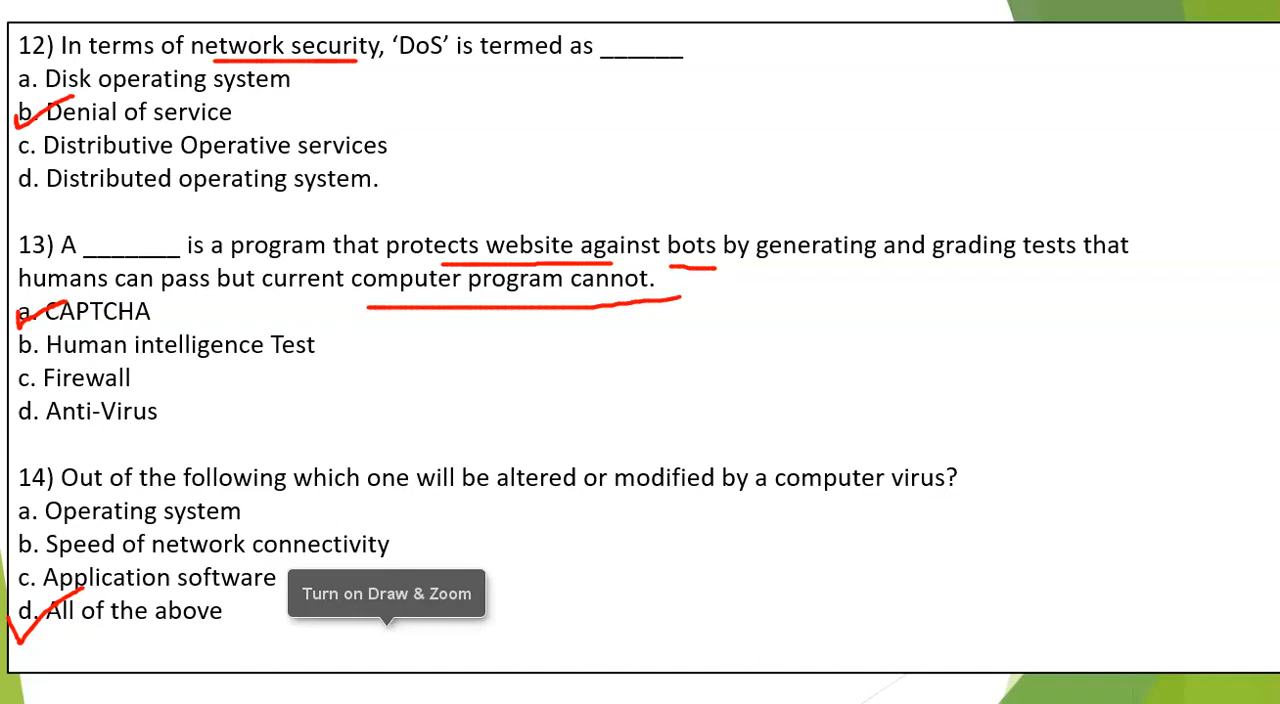 12) In terms of network security, ‘DoS’ is termed as ______
a. Disk operating system
b. Denial of service
c. Distributive Operative services
d. Distributed operating system.
13) A _______ is a program that protects website against bots by generating and grading tests that
humans can pass but current computer program cannot.
a. CAPTCHA
b. Human intelligence Test
c. Firewall
d. Anti-Virus
14) Out of the following which one will be altered or modified by a computer virus?
a. Operating system
b. Speed of network connectivity
c. Application software
Turn on Draw & Zoom
d. All of the above